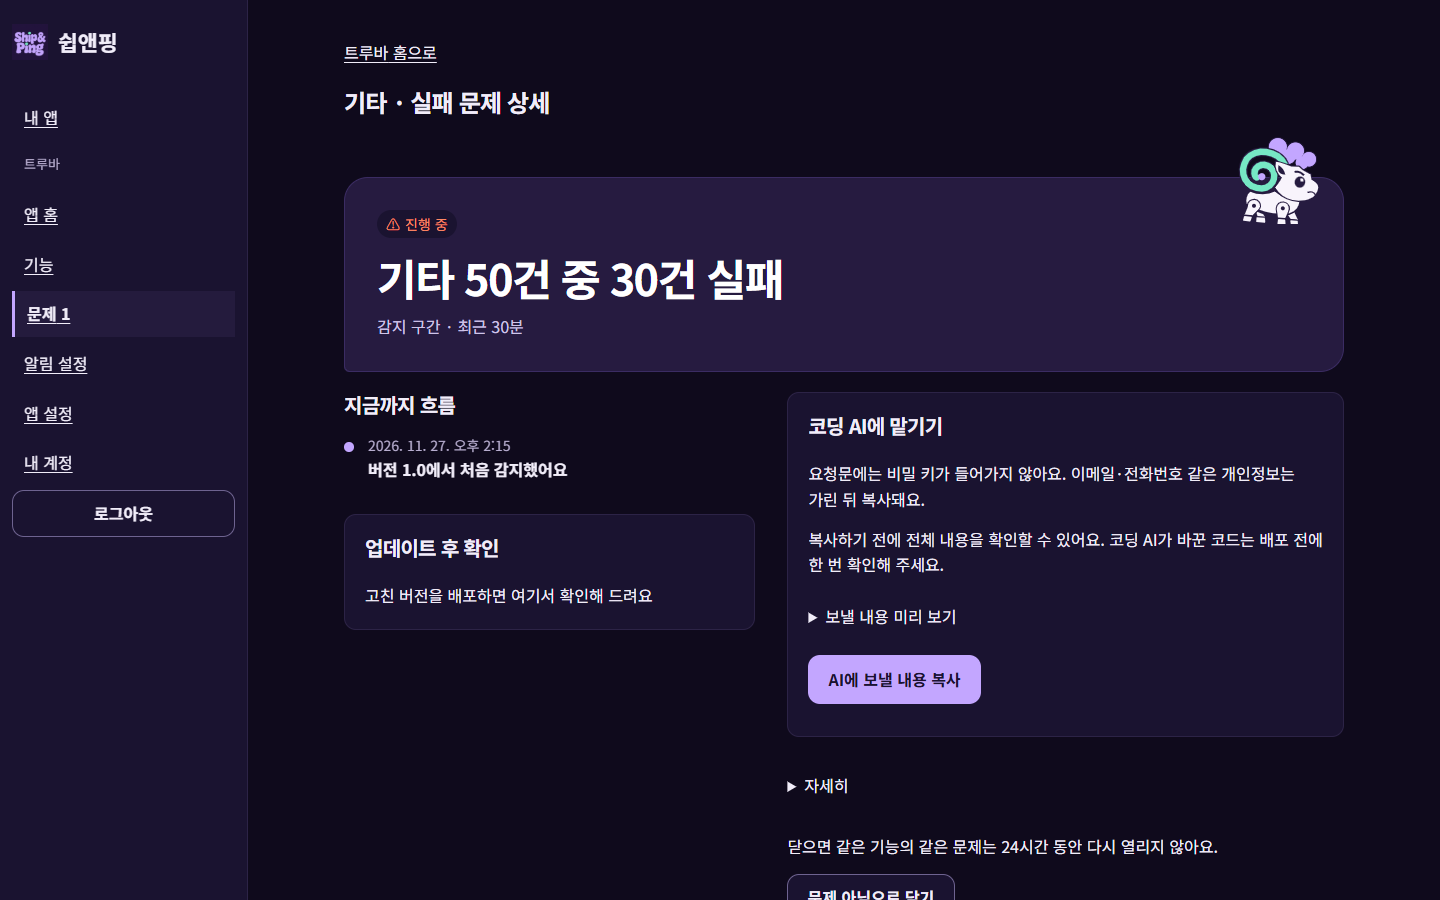 Ship&
Ping
쉽앤핑
내 앱
트루바
앱 홈
기능
문제 1
알림 설정
앱 설정
내 계정
로그아웃
트루바 홈으로
기타 · 실패 문제 상세
진행 중
기타 50건 중 30건 실패
감지 구간 · 최근 30분
지금까지 흐름
2026. 11. 27. 오후 2:15
버전 1.0에서 처음 감지했어요
업데이트 후 확인
고친 버전을 배포하면 여기서 확인해 드려요
코딩 AI에 맡기기
요청문에는 비밀 키가 들어가지 않아요. 이메일·전화번호 같은 개인정보는
가린 뒤 복사돼요.
복사하기 전에 전체 내용을 확인할 수 있어요. 코딩 AI가 바꾼 코드는 배포 전에
한 번 확인해 주세요.
보낼 내용 미리 보기
AI에 보낼 내용 복사
자세히
닫으면 같은 기능의 같은 문제는 24시간 동안 다시 열리지 않아요.
문제 아님으로 닫기